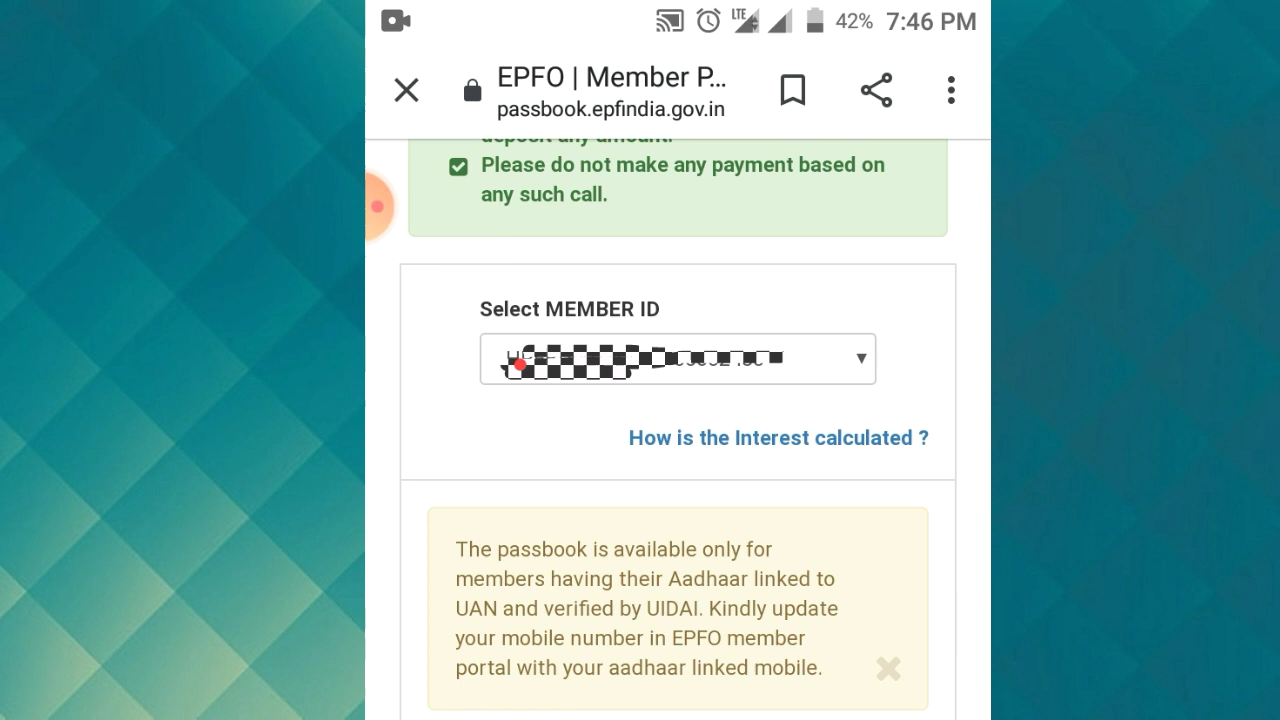 LTE
42% 7:46 PM
EPFO | Member P...
passbook.epfindia.gov.in
deposit any amount.
Please do not make any payment based on
any such call.
Select MEMBER ID
How is the Interest calculated ?
The passbook is available only for
members having their Aadhaar linked to
UAN and verified by UIDAI. Kindly update
your mobile number in EPFO member
portal with your aadhaar linked mobile.